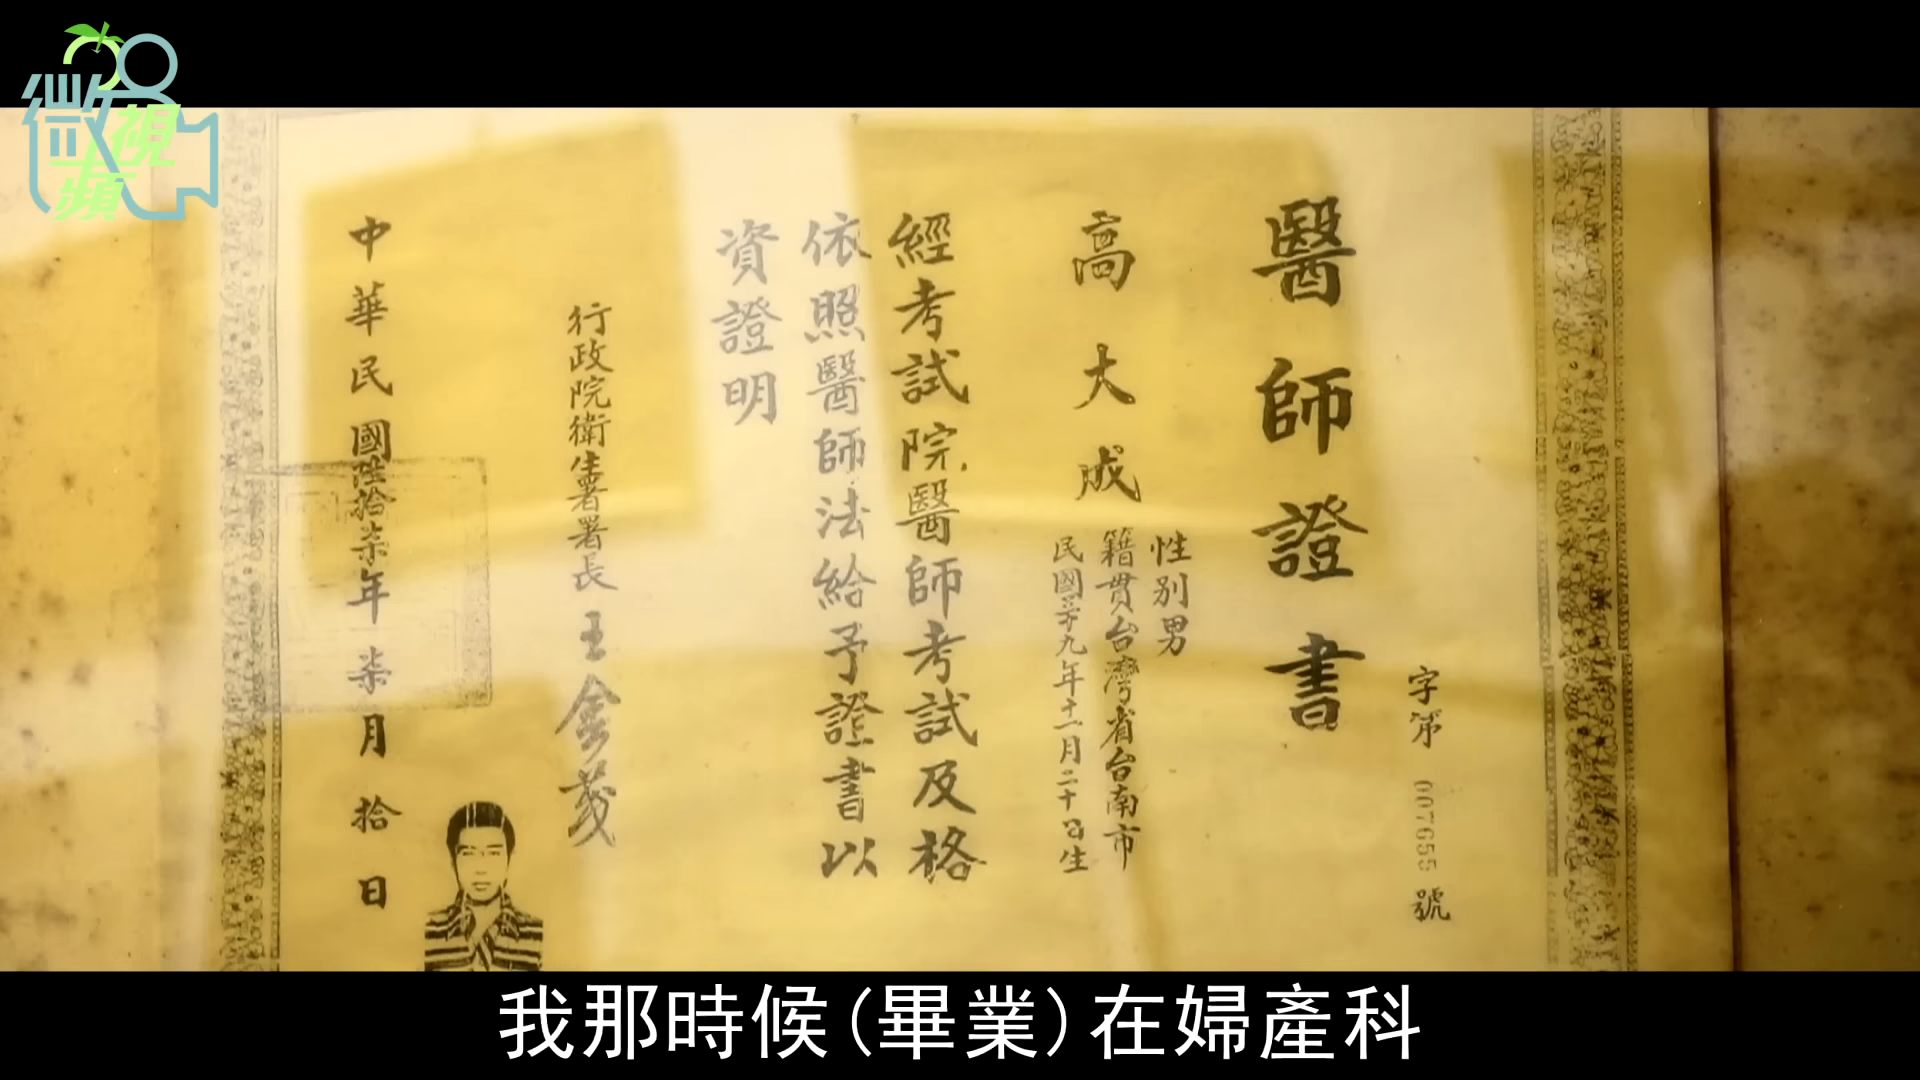 微視頻
字第 007655 號
醫師證書
高大成
性別男
籍貫台灣省台南市
民國卅九年十一月二十日生
經考試院醫師考試及格
依照醫師法給予證書以
資證明
行政院衛生署署長 王金茂
中華民國陸拾柒年柒月拾日
我那時候(畢業)在婦產科